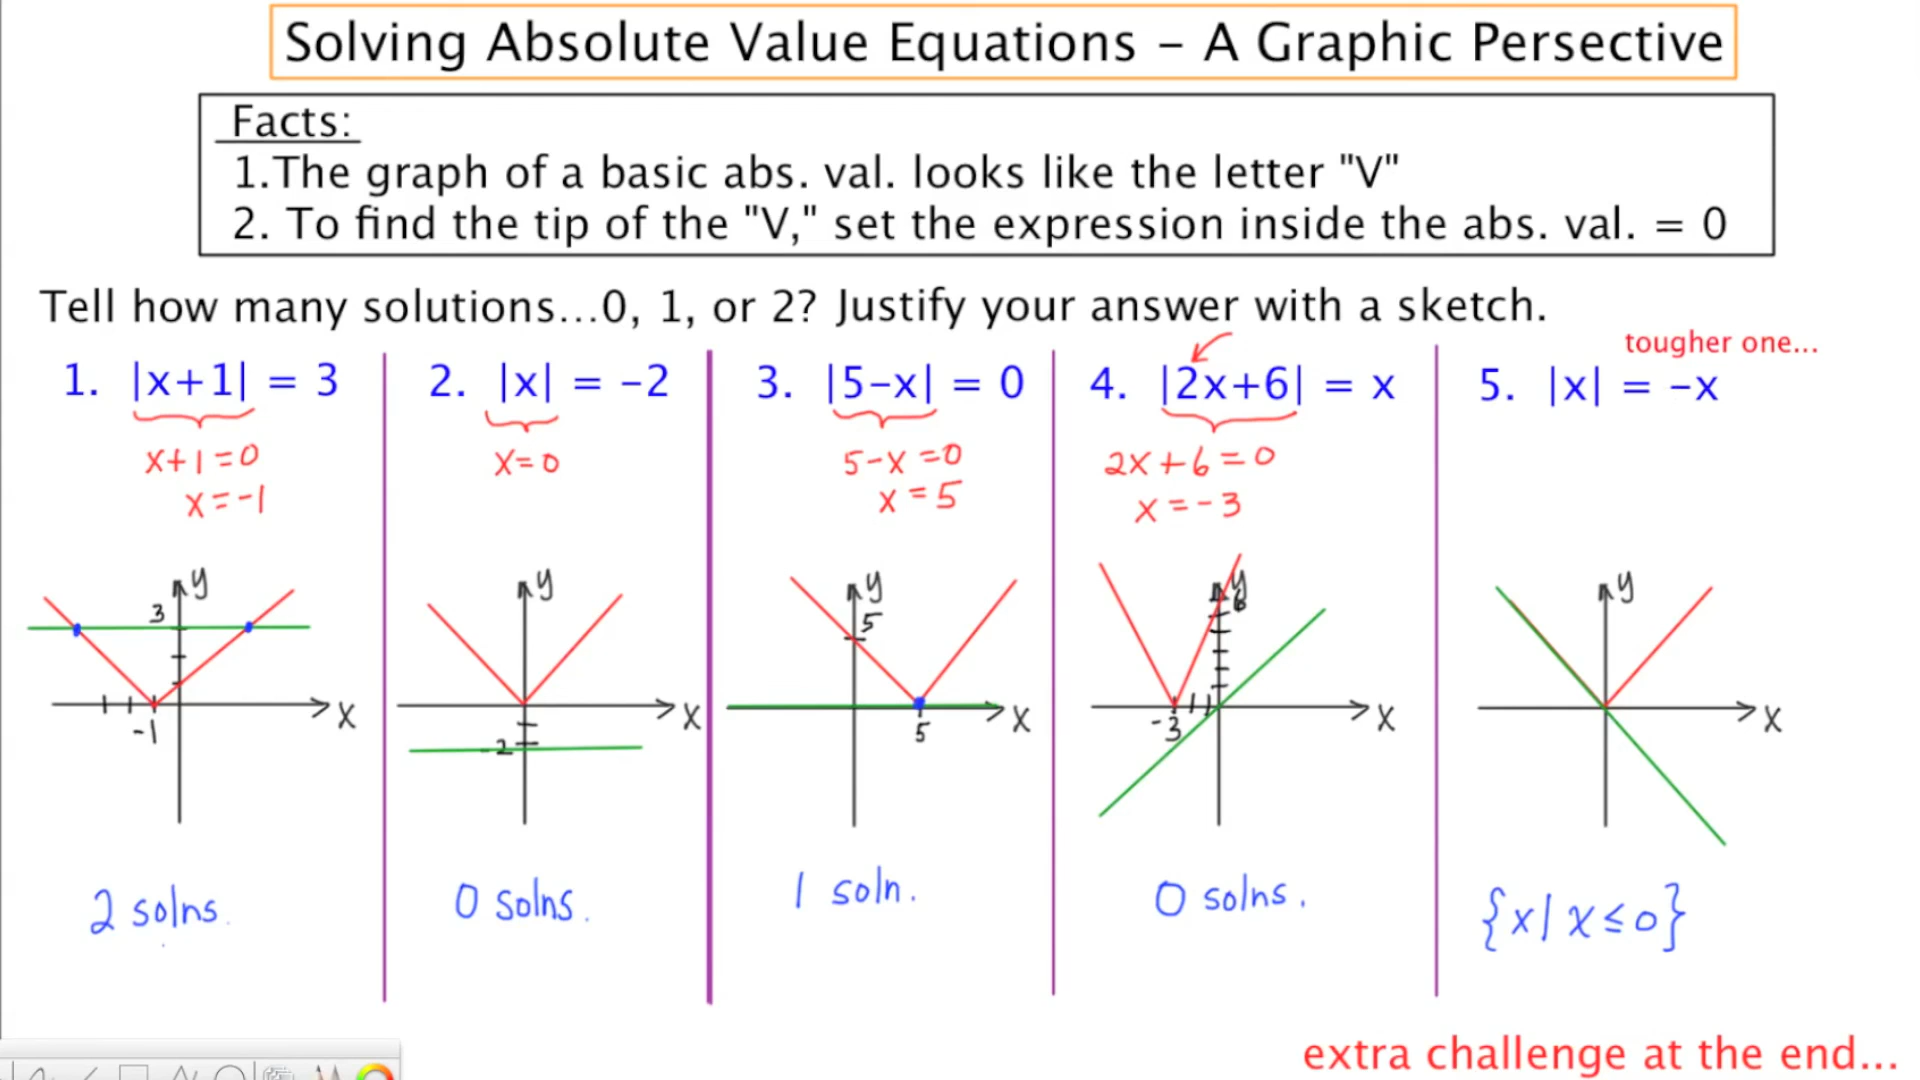 Solving Absolute Value Equations – A Graphic Persective
Facts:
1.The graph of a basic abs. val. looks like the letter "V"
2. To find the tip of the "V," set the expression inside the abs. val. = 0
Tell how many solutions...0, 1, or 2? Justify your answer with a sketch.
tougher one...
1. |x+1| = 3
x+1=0
x=-1
y
3
-1
x
2 solns.
2. |x| = -2
x=0
y
x
-2
0 solns.
3. |5-x| = 0
5-x=0
x=5
y
5
5
x
1 soln.
4. |2x+6| = x
2x+6=0
x=-3
y
6
-3
x
0 solns.
5. |x| = -x
y
x
{x| x≤0}
extra challenge at the end...